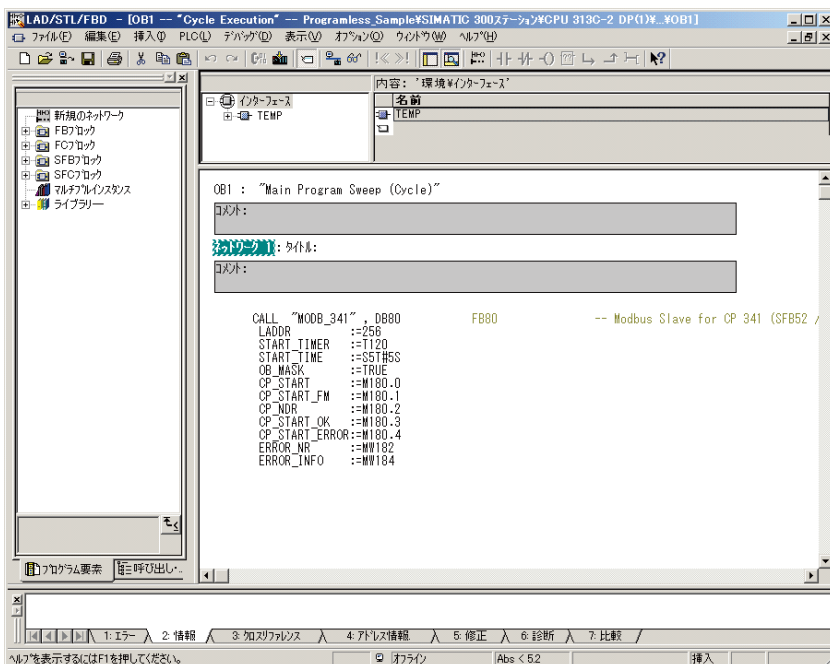 LAD/STL/FBD - [OB1 -- "Cycle Execution" -- Programless_Sample¥SIMATIC 300ステーション¥CPU 313C-2 DP(1)¥...¥OB1]
ファイル(F) 編集(E) 挿入(I) PLC(L) デバッグ(D) 表示(V) オプション(O) ウィンドウ(W) ヘルプ(H)
新規のネットワーク
FBブロック
FCブロック
SFBブロック
SFCブロック
マルチプルインスタンス
ライブラリー
プログラム要素
呼び出し・..
インターフェース
TEMP
内容: '環境¥インターフェース'
名前
TEMP
OB1 : "Main Program Sweep (Cycle)"
コメント:
ネットワーク 1: タイトル:
コメント:
CALL "MODB_341" , DB80 FB80 -- Modbus Slave for CP 341 (SFB52 /
LADDR :=256
START_TIMER :=T120
START_TIME :=S5T#5S
OB_MASK :=TRUE
CP_START :=M180.0
CP_START_FM :=M180.1
CP_NDR :=M180.2
CP_START_OK :=M180.3
CP_START_ERROR:=M180.4
ERROR_NR :=MW182
ERROR_INFO :=MW184
1: エラー 2: 情報 3: クロスリファレンス 4: アドレス情報. 5: 修正 6: 診断 7: 比較
ヘルプを表示するにはF1を押してください。 オフライン Abs < 5.2 挿入